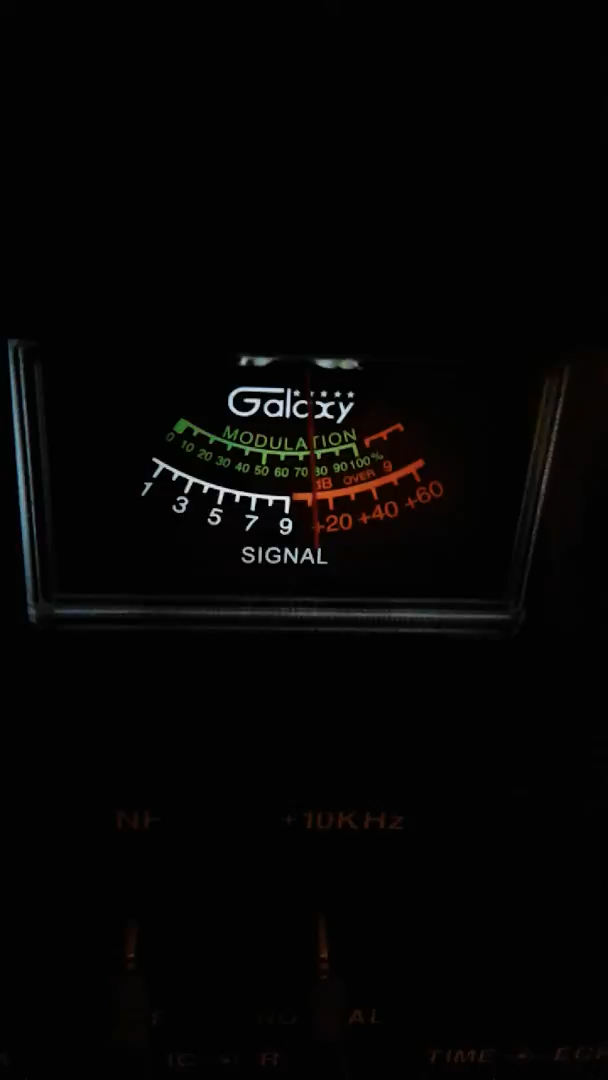 Galaxy
MODULATION
0 10 20 30 40 50 60 70 80 90 100%
dB OVER 9
1 3 5 7 9 +20 +40 +60
SIGNAL
+10KHz
TIME